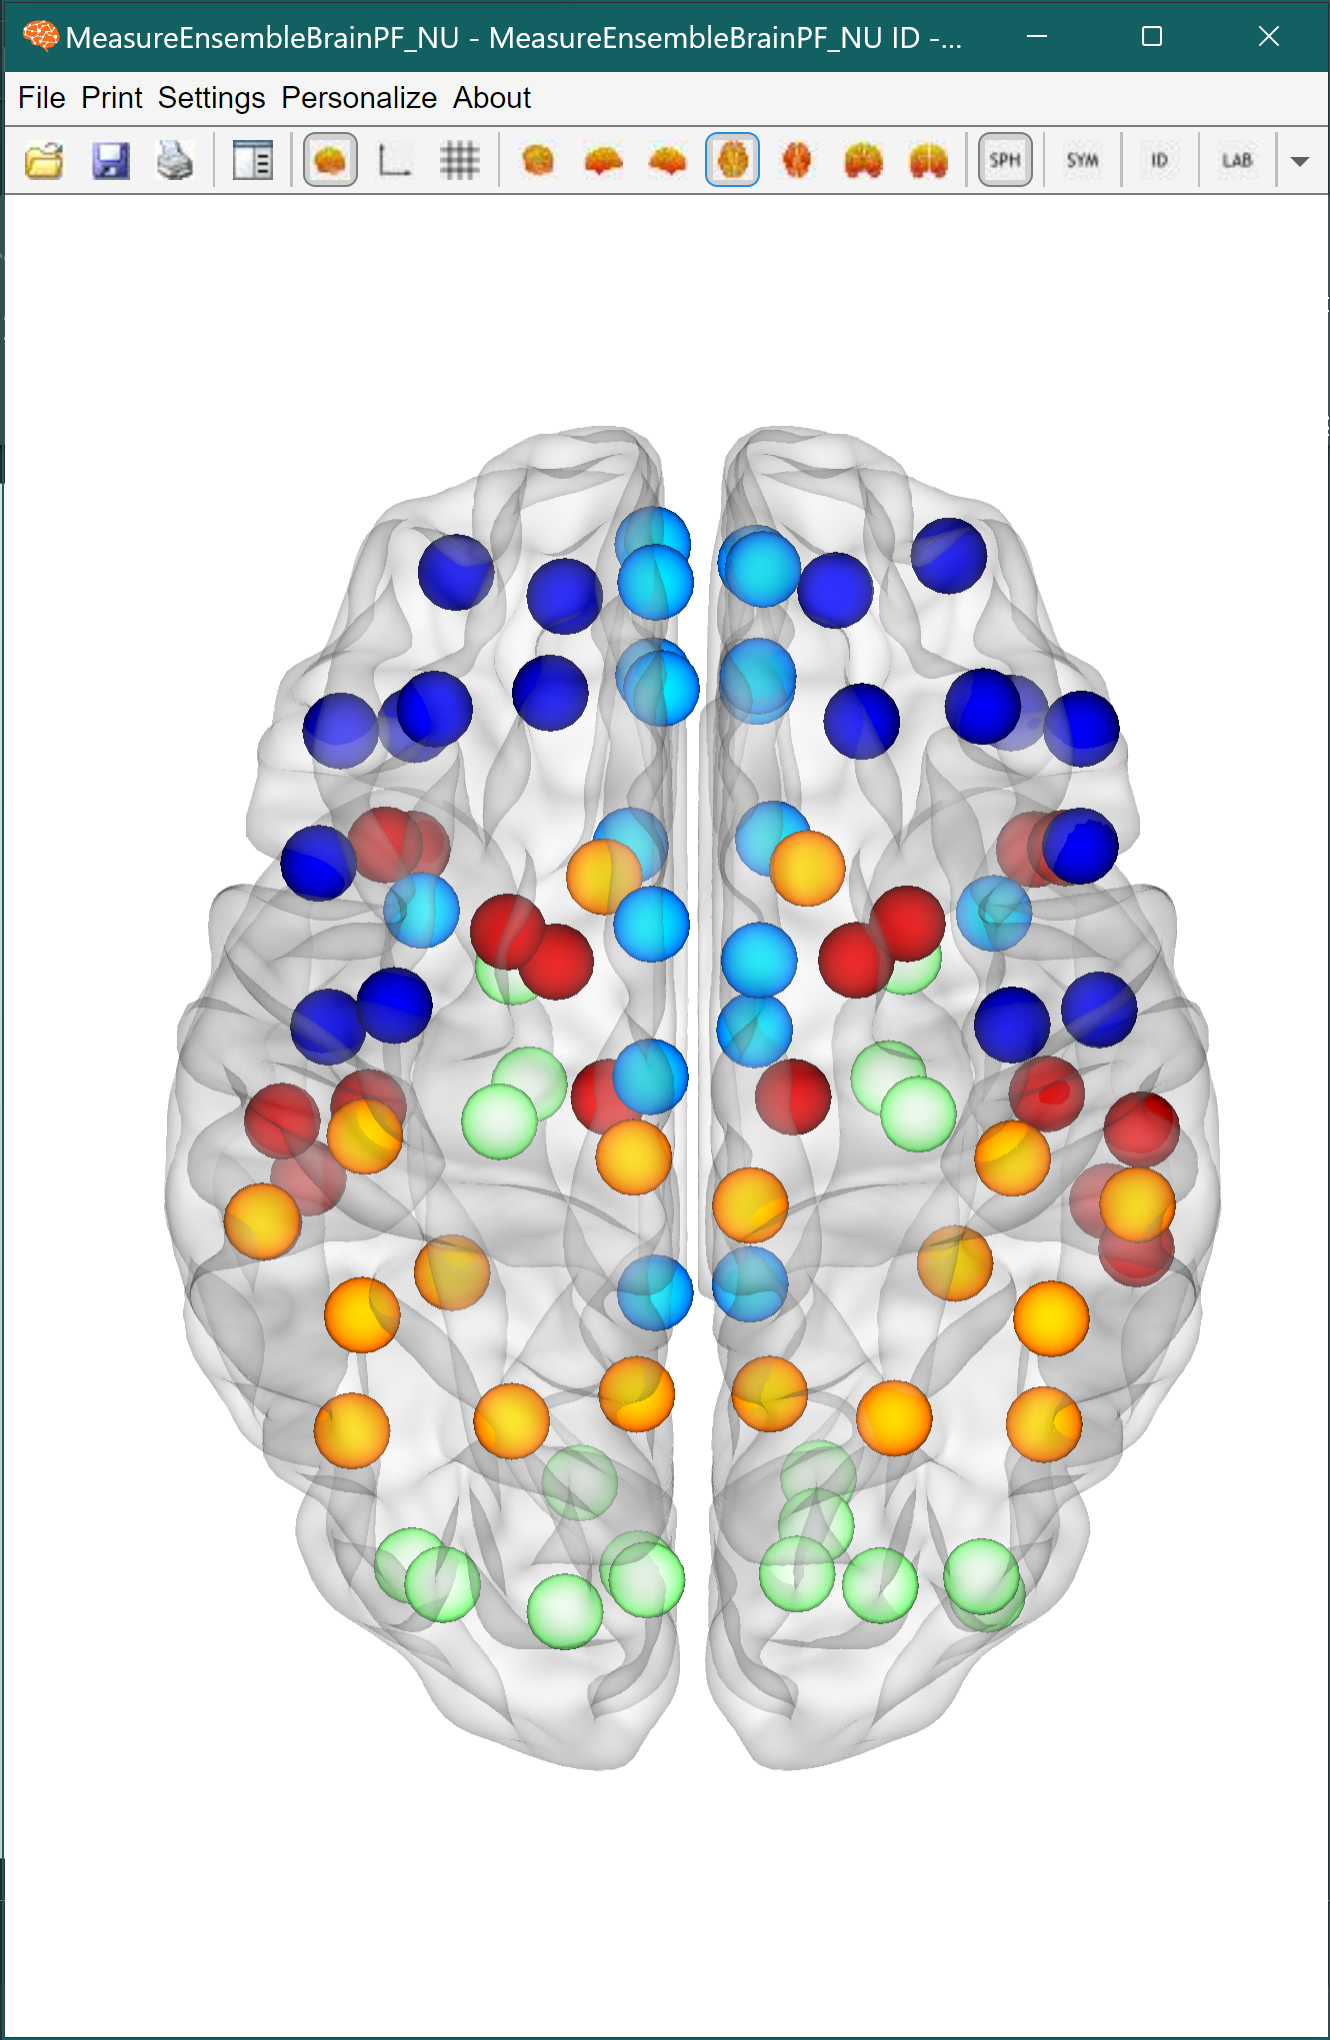 MeasureEnsembleBrainPF_NU - MeasureEnsembleBrainPF_NU ID -...
File Print Settings Personalize About
SPH SYM ID LAB